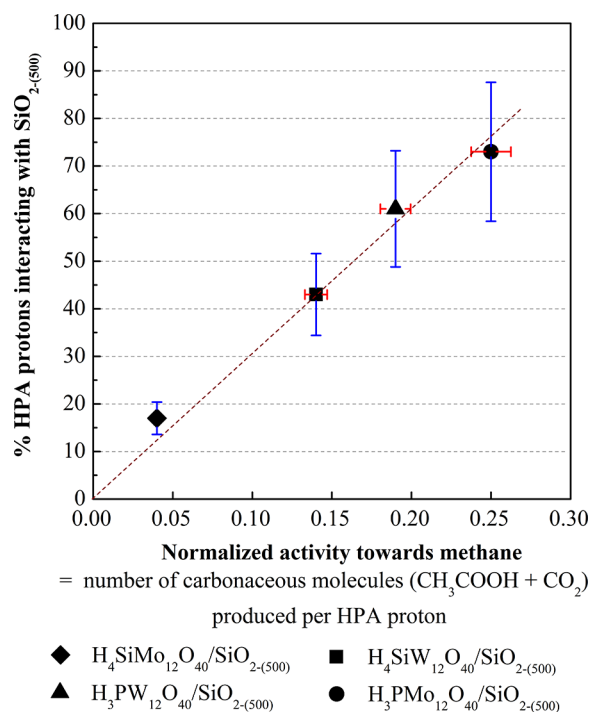 % HPA protons interacting with SiO2-(500)
100
90
80
70
60
50
40
30
20
10
0
0.00 0.05 0.10 0.15 0.20 0.25 0.30
Normalized activity towards methane
= number of carbonaceous molecules (CH3COOH + CO2)
produced per HPA proton
H4SiMo12O40/SiO2-(500) H4SiW12O40/SiO2-(500)
H3PW12O40/SiO2-(500) H3PMo12O40/SiO2-(500)